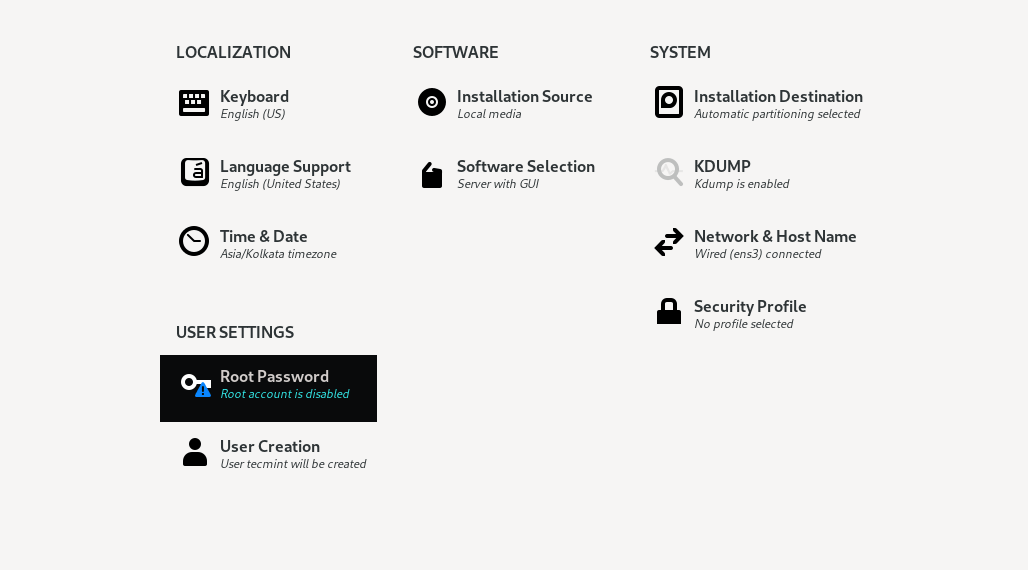 LOCALIZATION
Keyboard
English (US)
Language Support
English (United States)
Time & Date
Asia/Kolkata timezone
SOFTWARE
Installation Source
Local media
Software Selection
Server with GUI
SYSTEM
Installation Destination
Automatic partitioning selected
KDUMP
Kdump is enabled
Network & Host Name
Wired (ens3) connected
Security Profile
No profile selected
USER SETTINGS
Root Password
Root account is disabled
User Creation
User tecmint will be created